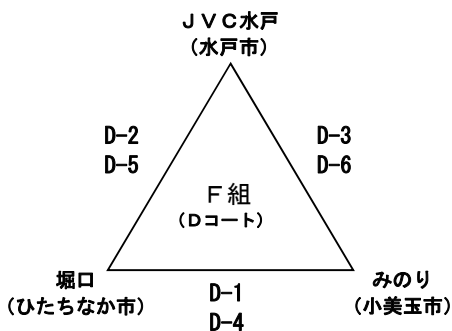 ＪＶＣ水戸
(水戸市)
D-2
D-5
D-3
D-6
Ｆ組
(Ｄコート)
堀口
(ひたちなか市)
D-1
D-4
みのり
(小美玉市)